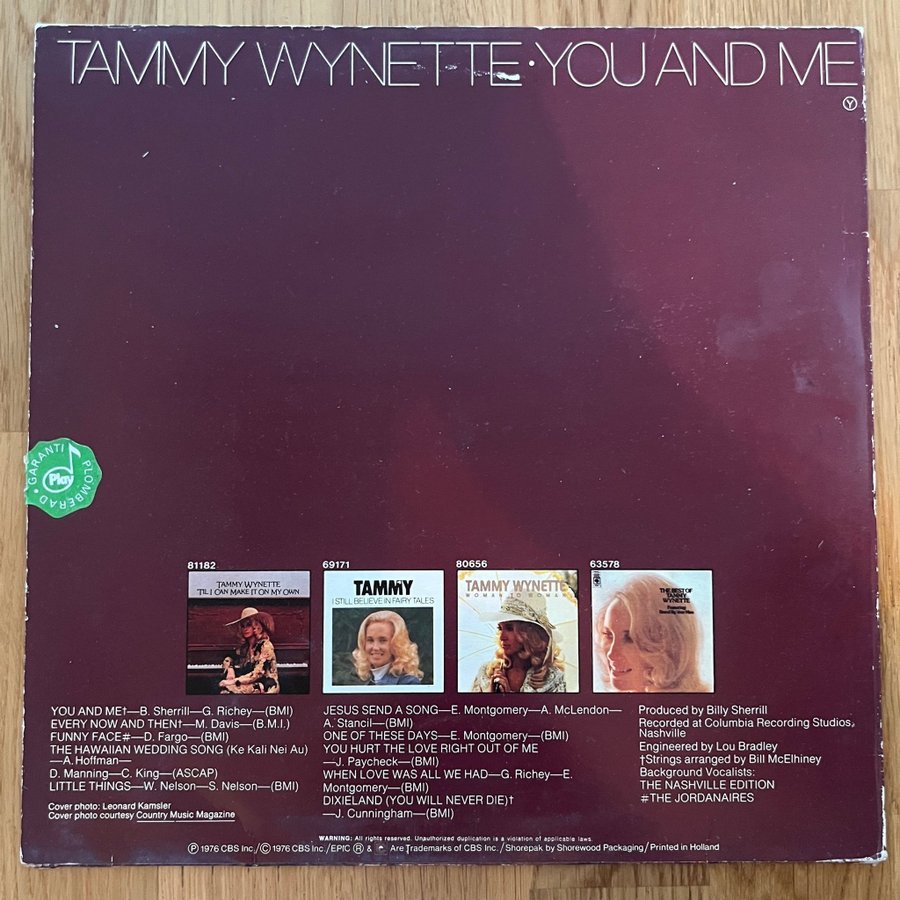 TAMMY WYNETTE·YOU AND ME
Y
GARANTI PLOMBERAD
Play
81182
69171
80656
63578
TAMMY WYNETTE
'TIL I CAN MAKE IT ON MY OWN
TAMMY
I STILL BELIEVE IN FAIRY TALES
TAMMY WYNETTE
WOMAN TO WOMAN
THE BEST OF
TAMMY
WYNETTE
YOU AND ME†—B. Sherrill—G. Richey—(BMI)
EVERY NOW AND THEN†—M. Davis—(B.M.I.)
FUNNY FACE#—D. Fargo—(BMI)
THE HAWAIIAN WEDDING SONG (Ke Kali Nei Au)
—A. Hoffman—
D. Manning—C. King—(ASCAP)
LITTLE THINGS—W. Nelson—S. Nelson—(BMI)
Cover photo: Leonard Kamsler
Cover photo courtesy Country Music Magazine
JESUS SEND A SONG—E. Montgomery—A. McLendon—
A. Stancil—(BMI)
ONE OF THESE DAYS—E. Montgomery—(BMI)
YOU HURT THE LOVE RIGHT OUT OF ME
—J. Paycheck—(BMI)
WHEN LOVE WAS ALL WE HAD—G. Richey—E.
Montgomery—(BMI)
DIXIELAND (YOU WILL NEVER DIE)†
—J. Cunningham—(BMI)
Produced by Billy Sherrill
Recorded at Columbia Recording Studios,
Nashville
Engineered by Lou Bradley
†Strings arranged by Bill McElhiney
Background Vocalists:
THE NASHVILLE EDITION
#THE JORDANAIRES
WARNING: All rights reserved. Unauthorized duplication is a violation of applicable laws.
Ⓟ 1976 CBS Inc./Ⓒ 1976 CBS Inc./EPIC Ⓡ & Are Trademarks of CBS Inc./Shorepak by Shorewood Packaging/Printed in Holland